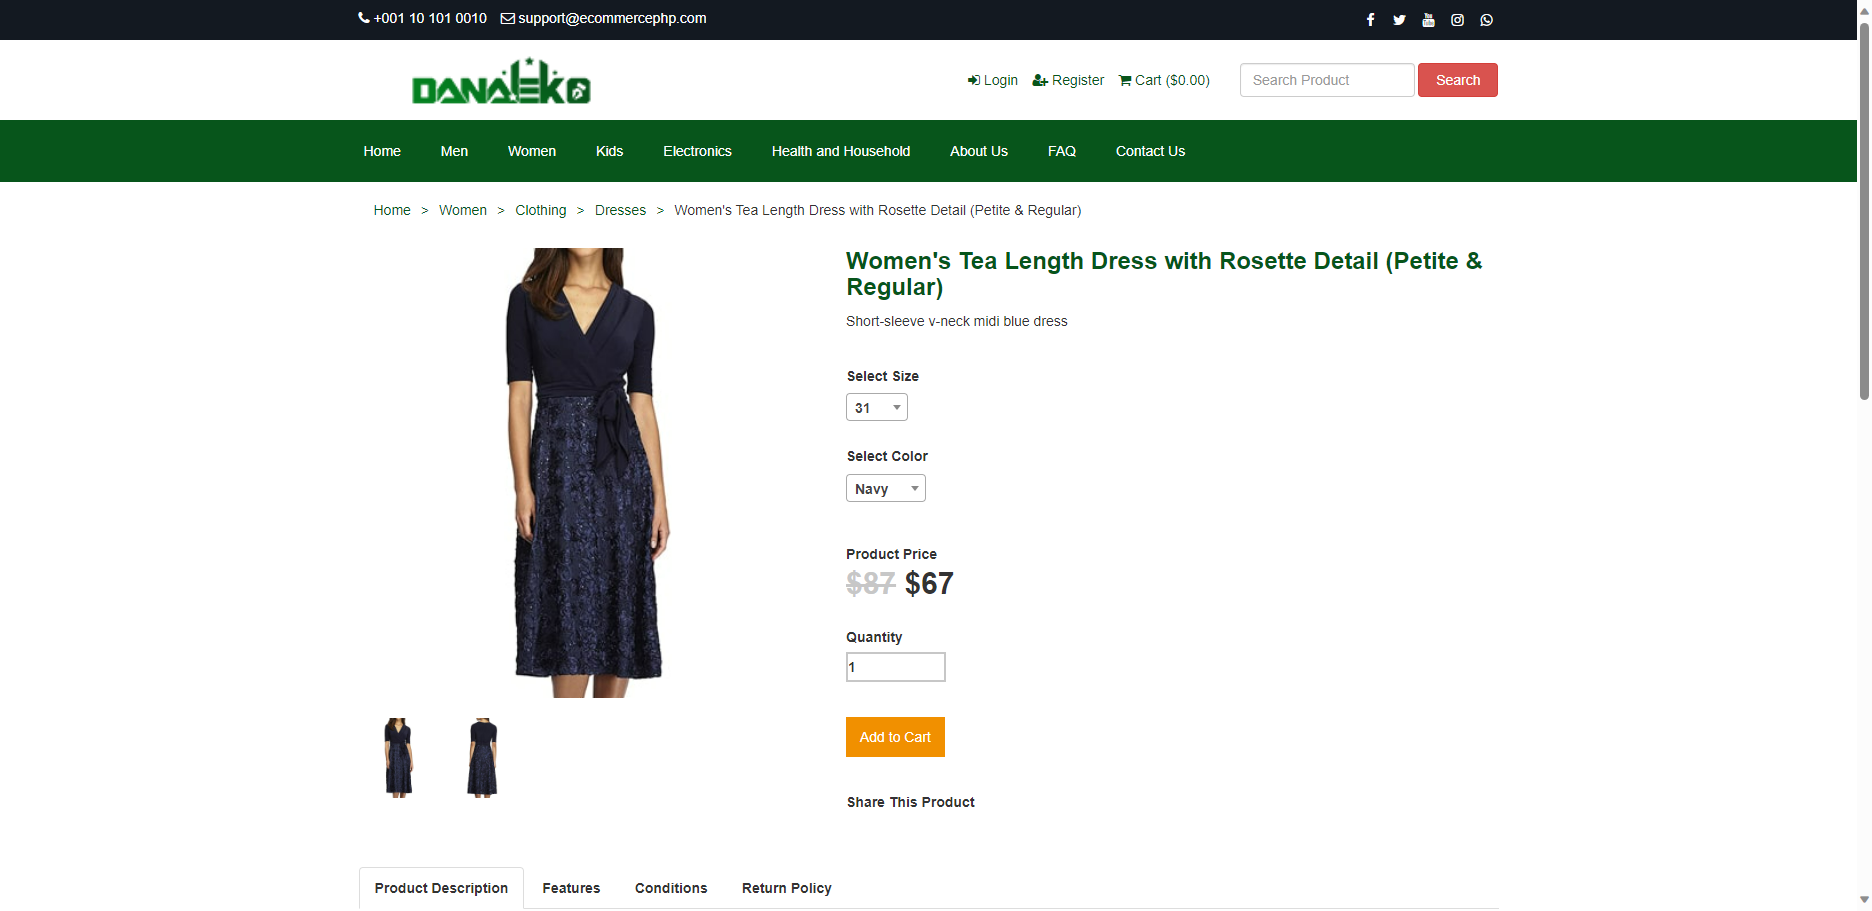 +001 10 101 0010 support@ecommercephp.com
DANALEKO
Login Register Cart ($0.00) Search Product Search
Home Men Women Kids Electronics Health and Household About Us FAQ Contact Us
Home > Women > Clothing > Dresses > Women's Tea Length Dress with Rosette Detail (Petite & Regular)
Women's Tea Length Dress with Rosette Detail (Petite &
Regular)
Short-sleeve v-neck midi blue dress
Select Size
31
Select Color
Navy
Product Price
$87 $67
Quantity
1
Add to Cart
Share This Product
Product Description Features Conditions Return Policy